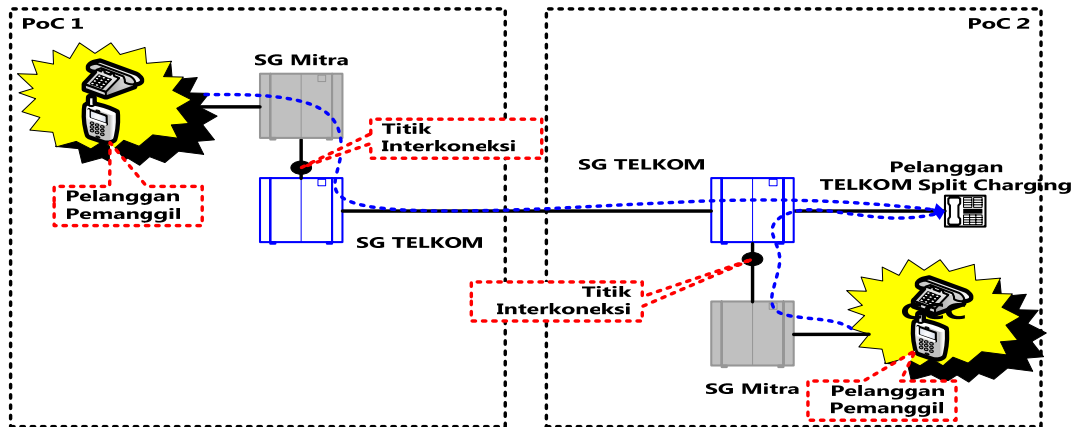 PoC 1
PoC 2
SG Mitra
Titik
Interkoneksi
Pelanggan
Pemanggil
SG TELKOM
SG TELKOM
Pelanggan
TELKOM Split Charging
Titik
Interkoneksi
SG Mitra
Pelanggan
Pemanggil